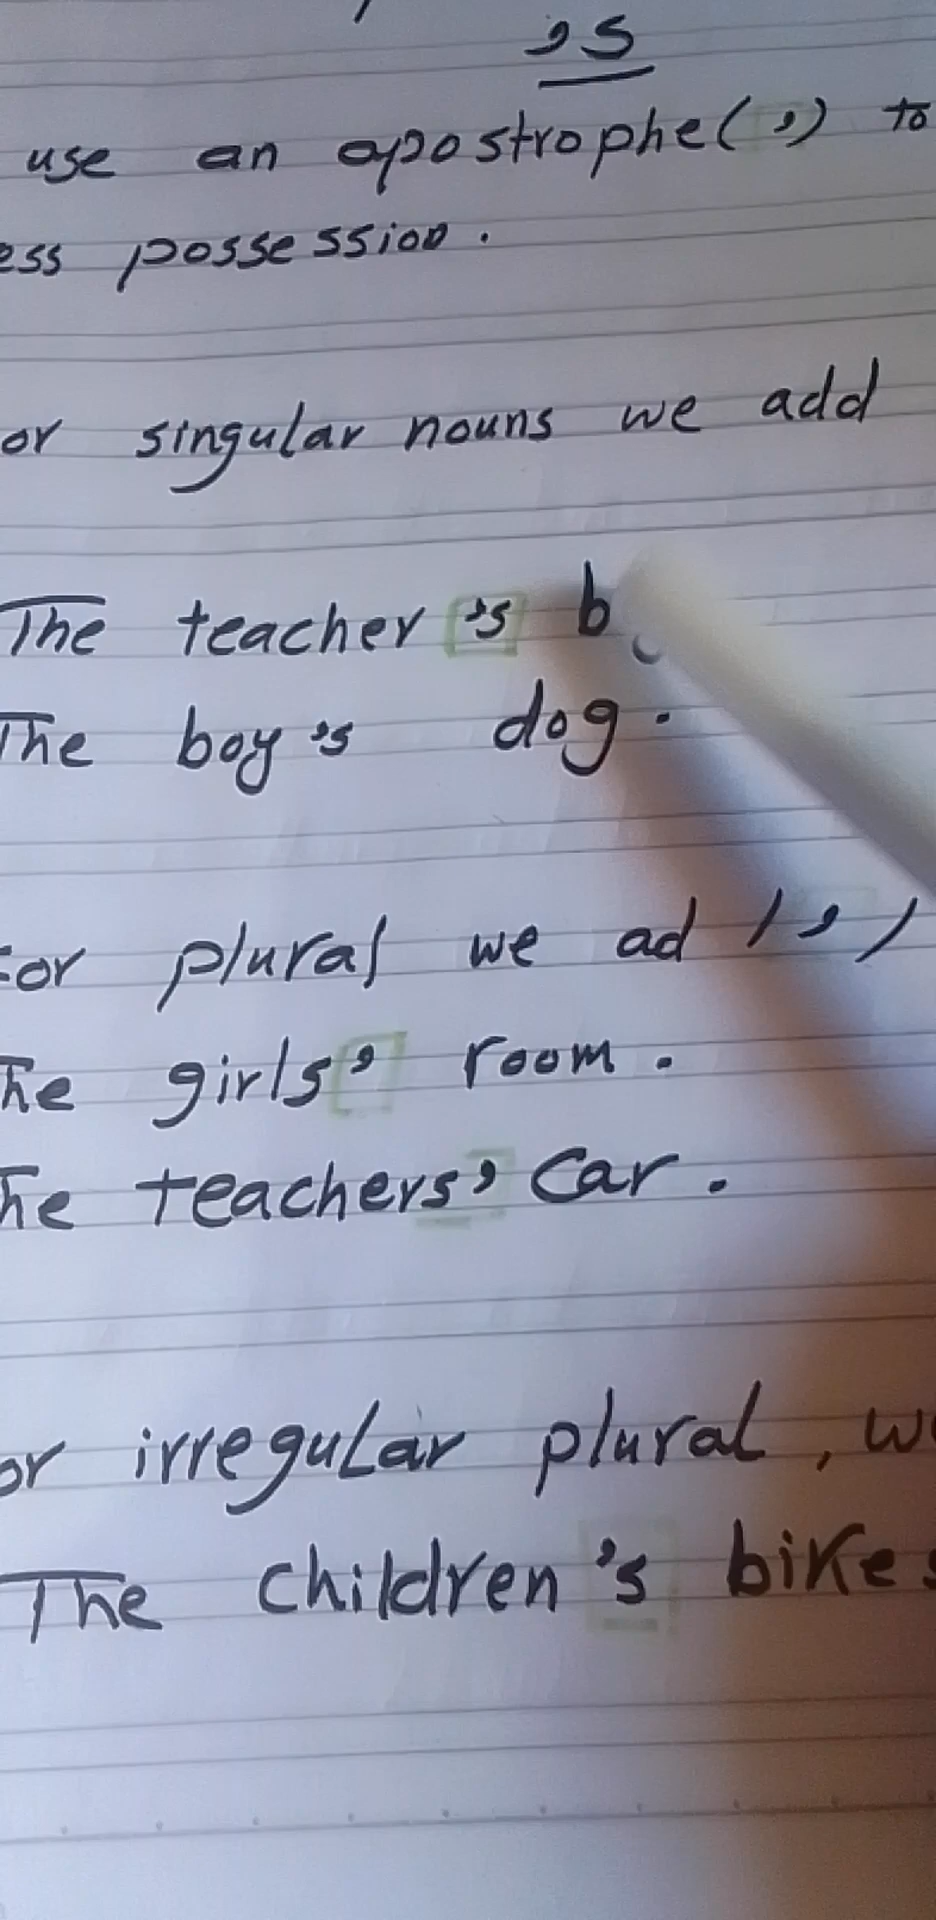 's
use an apostrophe (') to
ess possession.
or singular nouns we add
The teacher's b
The boy's dog.
or plural we ad / ' /
he girls' room.
he teachers' Car.
or irregular plural, w
The children's bikes